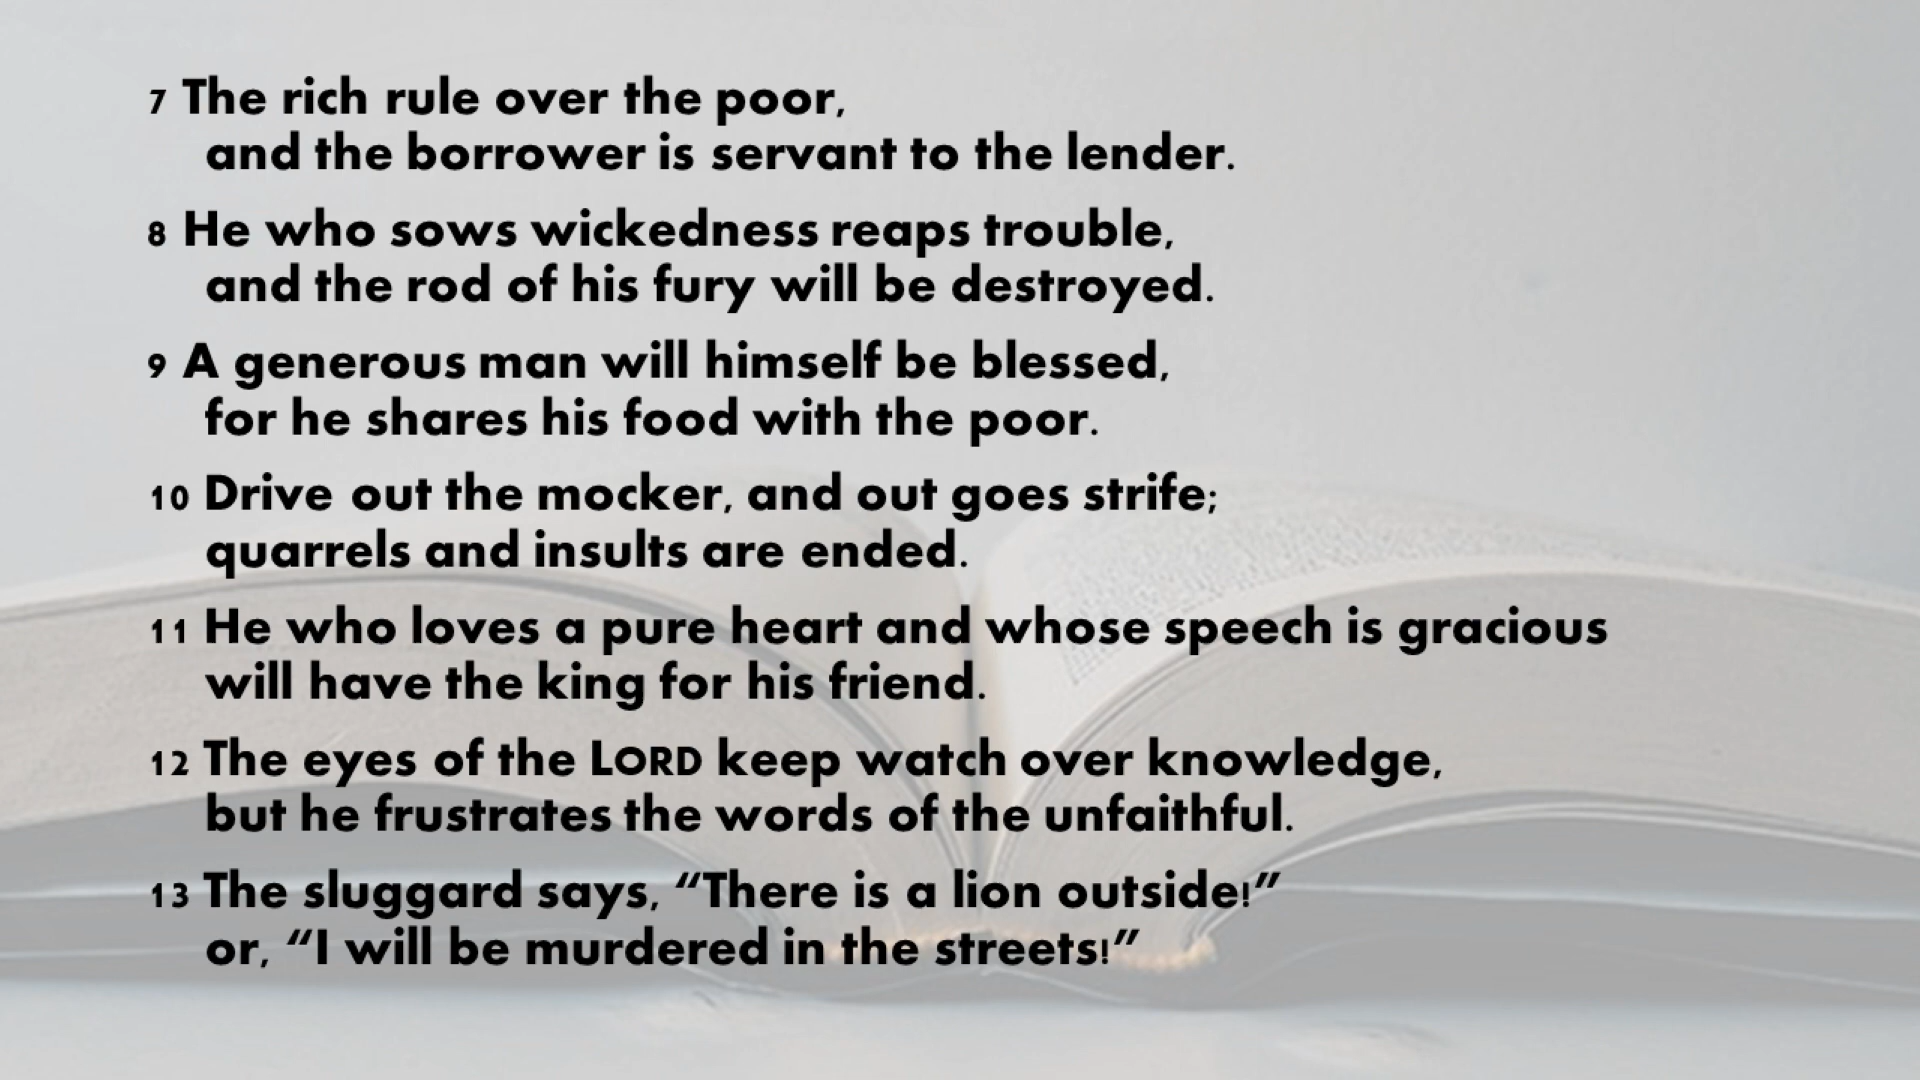 7 The rich rule over the poor,
and the borrower is servant to the lender.
8 He who sows wickedness reaps trouble,
and the rod of his fury will be destroyed.
9 A generous man will himself be blessed,
for he shares his food with the poor.
10 Drive out the mocker, and out goes strife;
quarrels and insults are ended.
11 He who loves a pure heart and whose speech is gracious
will have the king for his friend.
12 The eyes of the LORD keep watch over knowledge,
but he frustrates the words of the unfaithful.
13 The sluggard says, “There is a lion outside!”
or, “I will be murdered in the streets!”